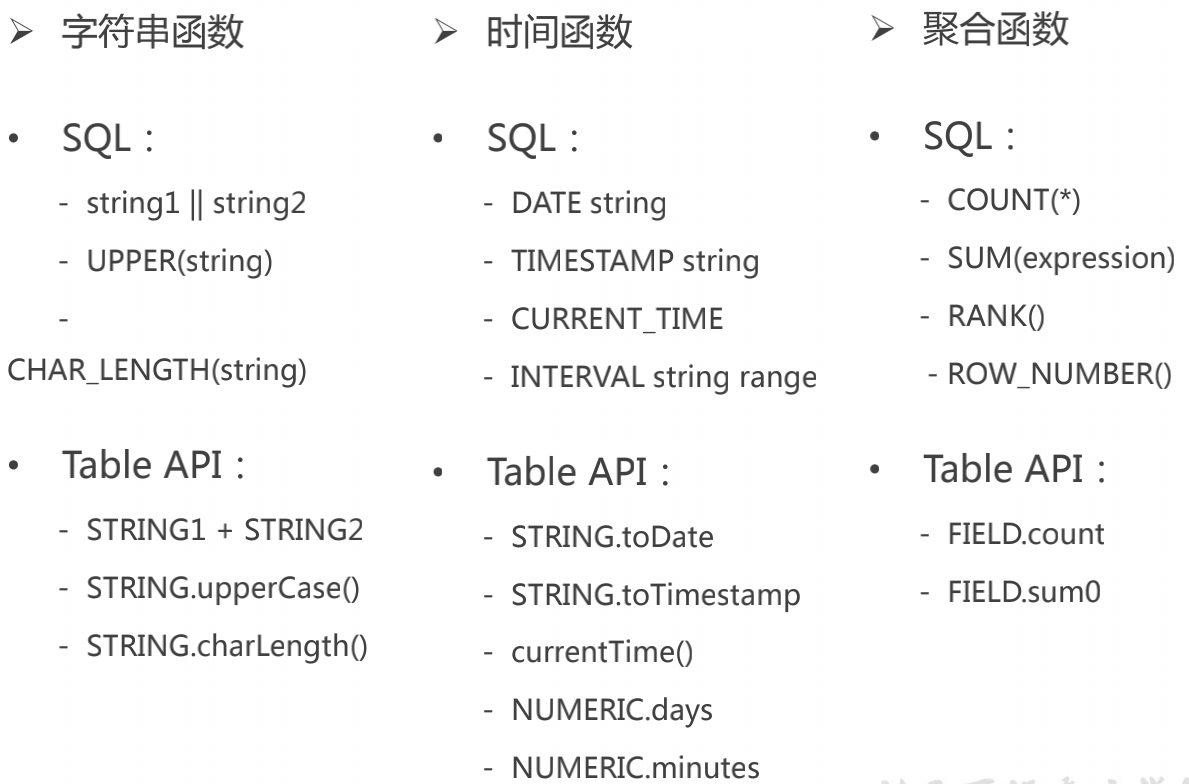 ➢ 字符串函数
• SQL：
- string1 || string2
- UPPER(string)
-
CHAR_LENGTH(string)
• Table API：
- STRING1 + STRING2
- STRING.upperCase()
- STRING.charLength()
➢ 时间函数
• SQL：
- DATE string
- TIMESTAMP string
- CURRENT_TIME
- INTERVAL string range
• Table API：
- STRING.toDate
- STRING.toTimestamp
- currentTime()
- NUMERIC.days
- NUMERIC.minutes
➢ 聚合函数
• SQL：
- COUNT(*)
- SUM(expression)
- RANK()
- ROW_NUMBER()
• Table API：
- FIELD.count
- FIELD.sum0